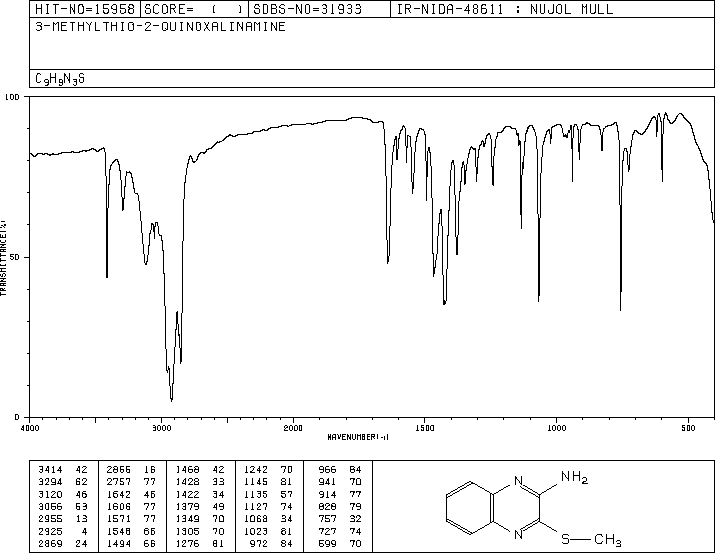 HIT-NO=15958 SCORE= ( ) SDBS-NO=31933 IR-NIDA-48611 : NUJOL MULL
3-METHYLTHIO-2-QUINOXALINAMINE
C9H9N3S
100
50
0
TRANSMITTANCE(%)
4000 3000 2000 1500 1000 500
WAVENUMBER(-1)
3414 42 2856 16 1468 42 1242 70 966 84
3294 62 2757 77 1428 33 1145 81 941 70
3120 46 1642 46 1422 34 1135 57 914 77
3066 53 1606 77 1379 49 1127 74 828 79
2955 13 1571 77 1349 70 1068 34 757 32
2925 4 1548 66 1305 70 1023 81 727 74
2869 24 1494 66 1276 81 972 84 599 70
N NH2
N S CH3